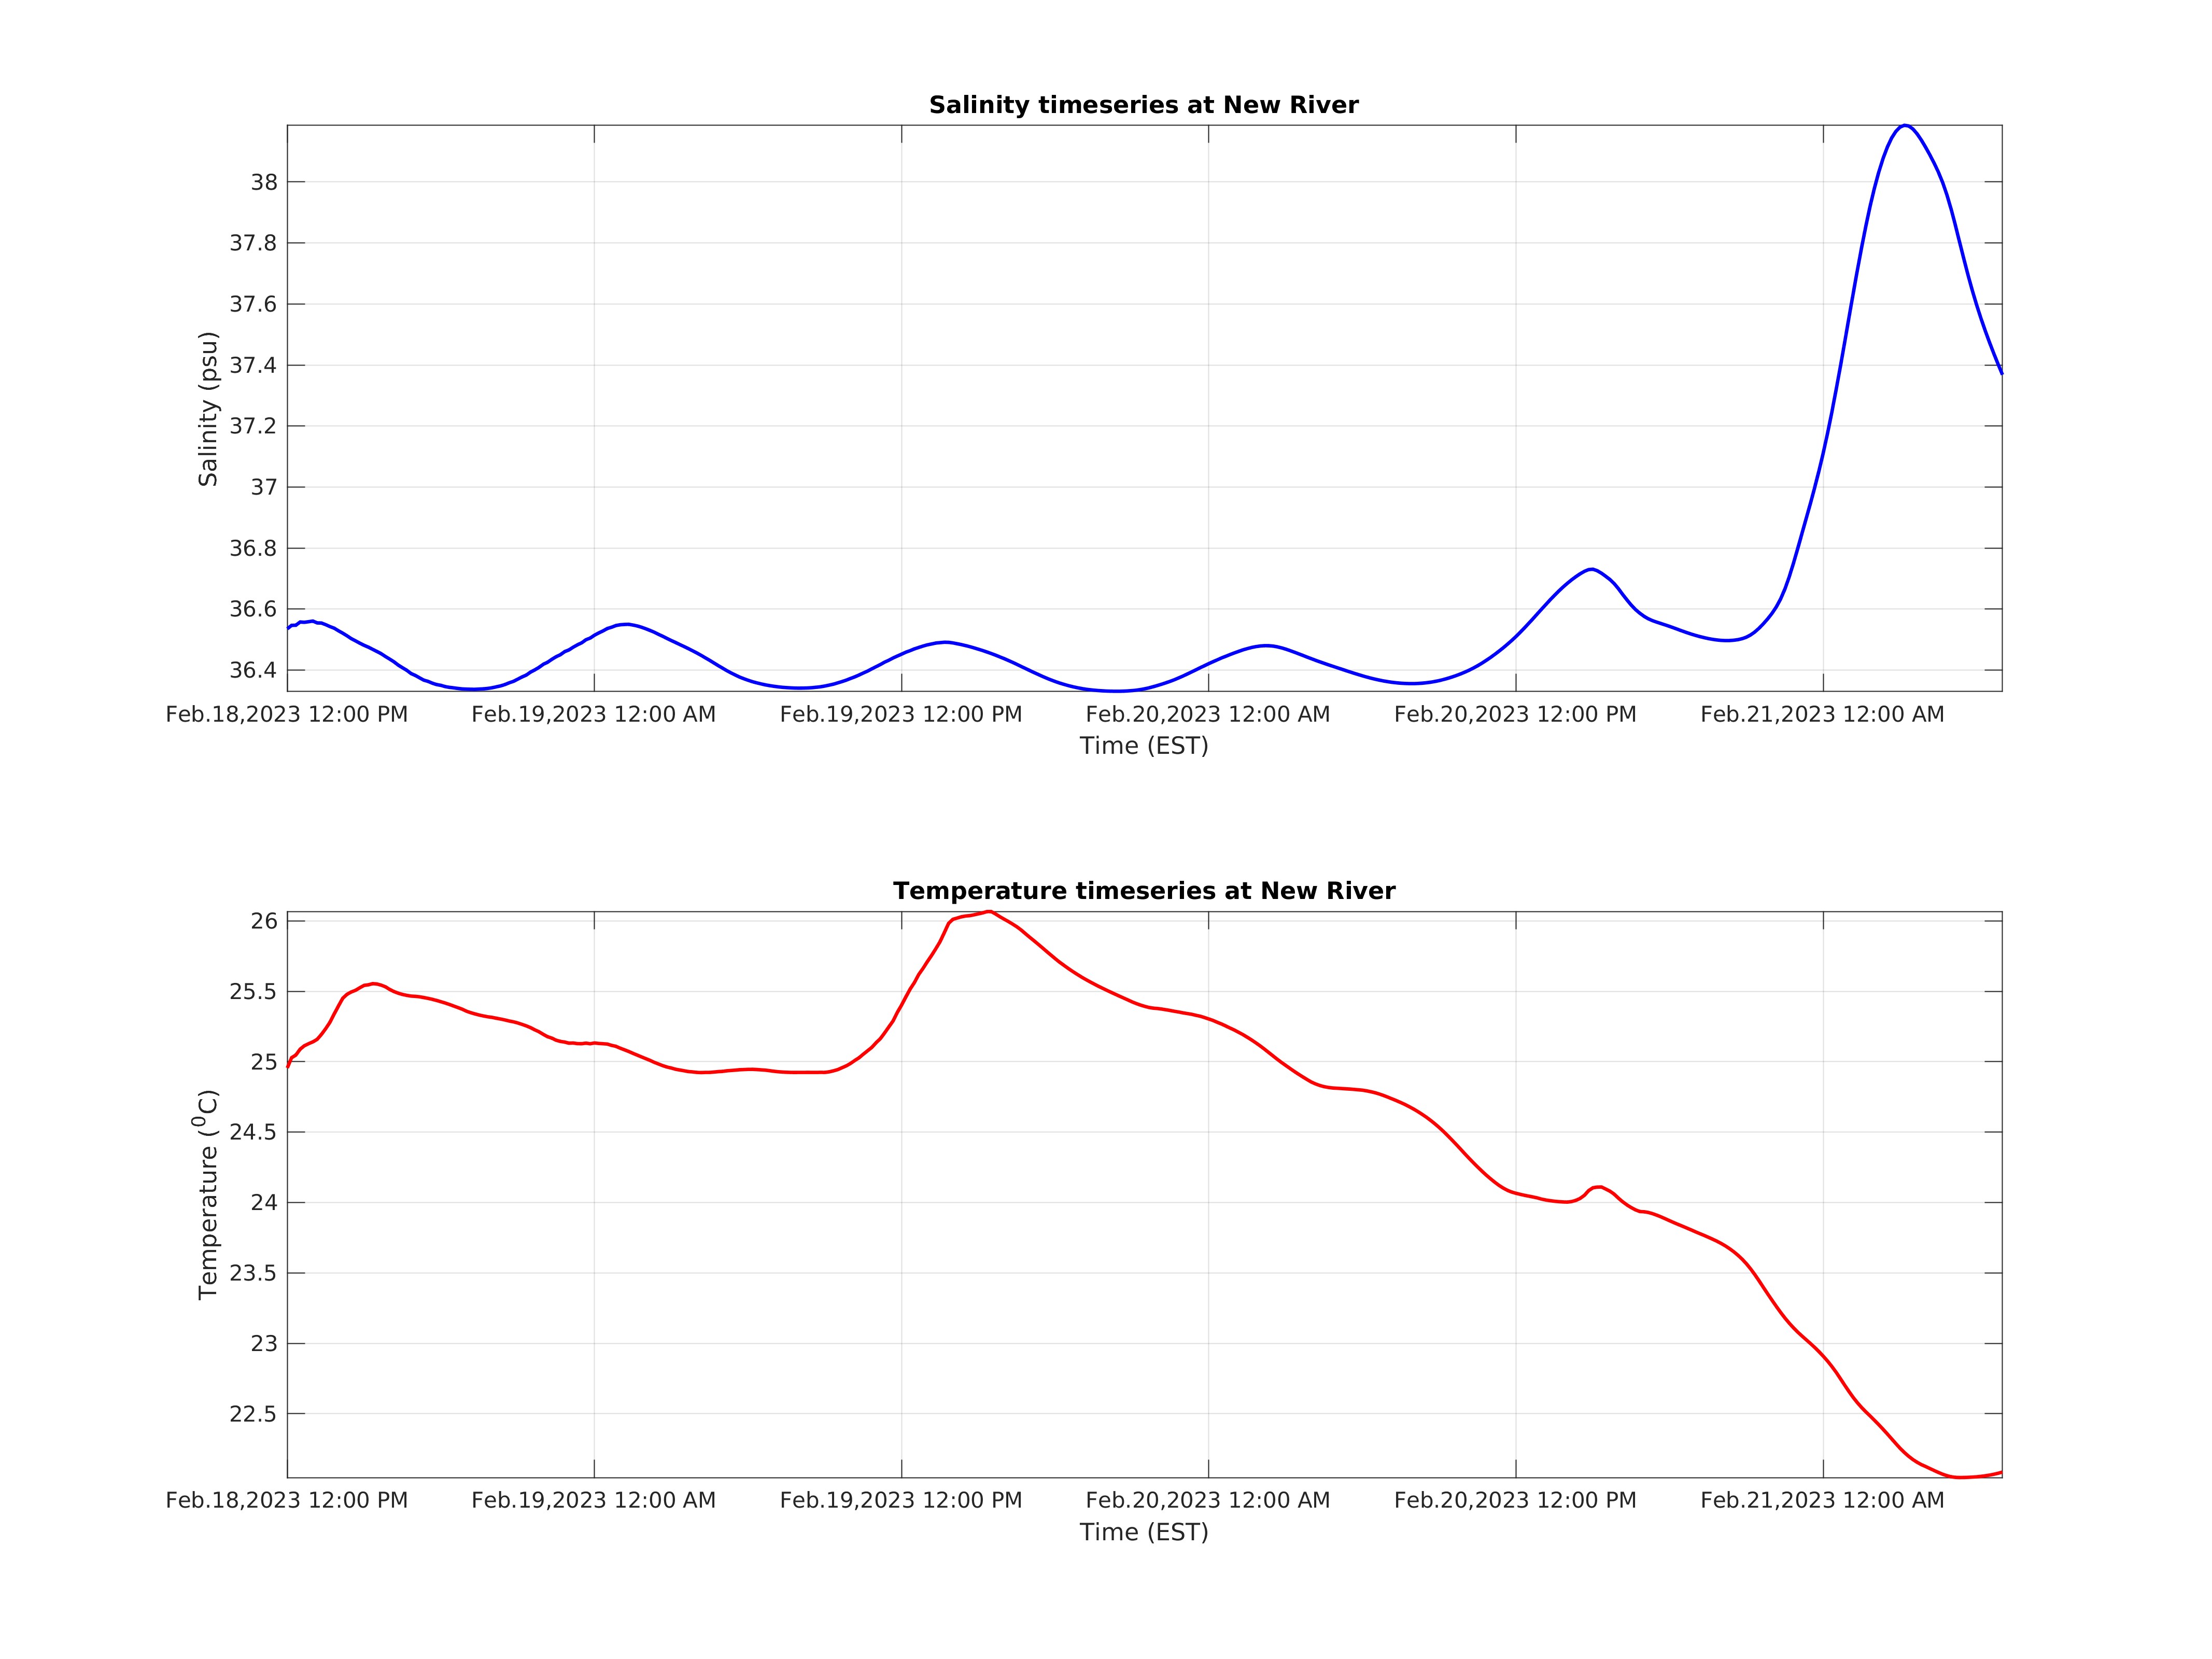 Salinity timeseries at New River
Salinity (psu)
38
37.8
37.6
37.4
37.2
37
36.8
36.6
36.4
Feb.18,2023 12:00 PM Feb.19,2023 12:00 AM Feb.19,2023 12:00 PM Feb.20,2023 12:00 AM Feb.20,2023 12:00 PM Feb.21,2023 12:00 AM
Time (EST)
Temperature timeseries at New River
Temperature (⁰C)
26
25.5
25
24.5
24
23.5
23
22.5
Feb.18,2023 12:00 PM Feb.19,2023 12:00 AM Feb.19,2023 12:00 PM Feb.20,2023 12:00 AM Feb.20,2023 12:00 PM Feb.21,2023 12:00 AM
Time (EST)